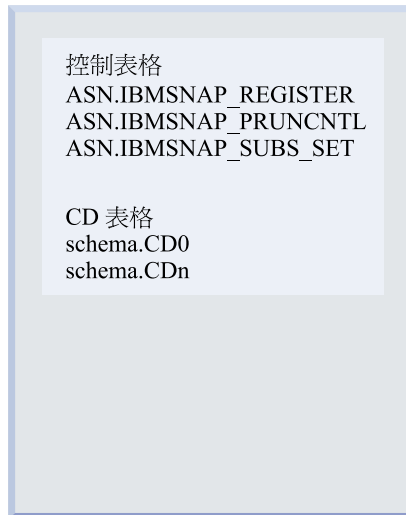 控制表格
ASN.IBMSNAP_REGISTER
ASN.IBMSNAP_PRUNCNTL
ASN.IBMSNAP_SUBS_SET
CD 表格
schema.CD0
schema.CDn